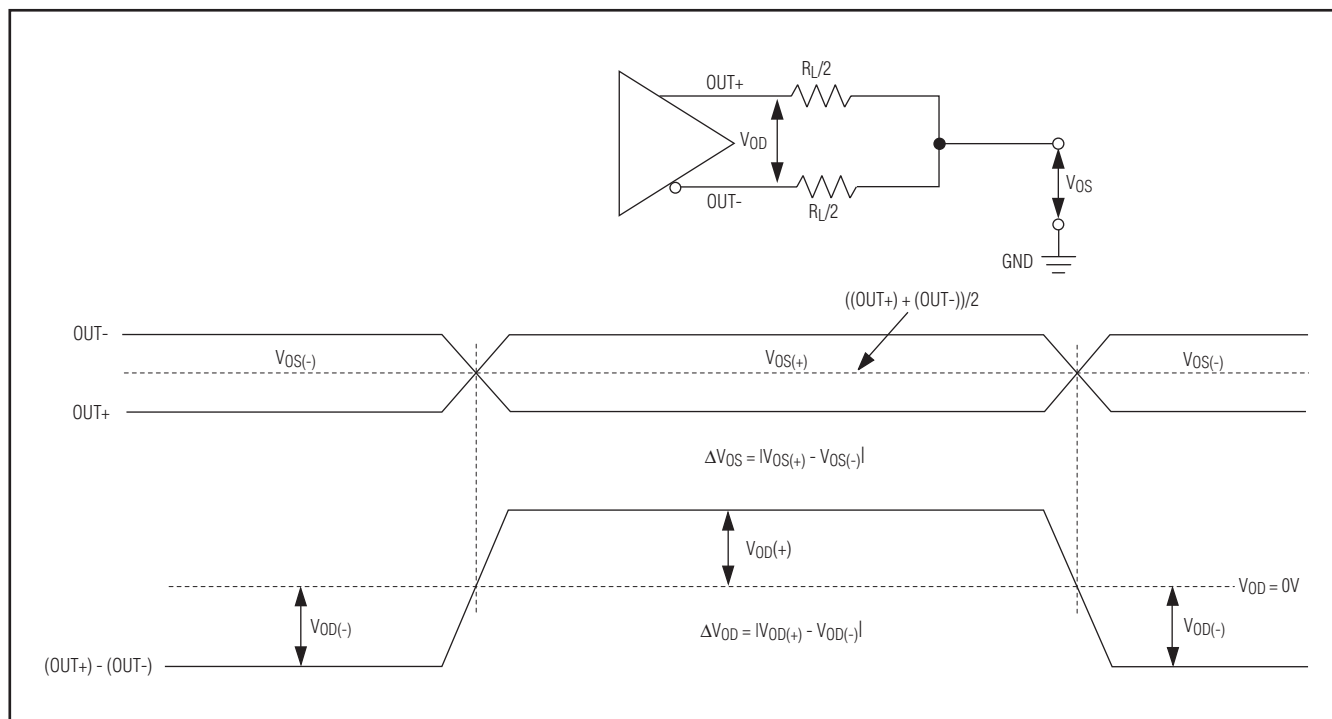 RL/2
OUT+
VOD
OUT-
RL/2
VOS
GND
((OUT+) + (OUT-))/2
OUT-
VOS(-)
VOS(+)
VOS(-)
OUT+
ΔVOS = |VOS(+) - VOS(-)|
VOD(+)
VOD = 0V
VOD(-)
ΔVOD = |VOD(+) - VOD(-)|
VOD(-)
(OUT+) - (OUT-)